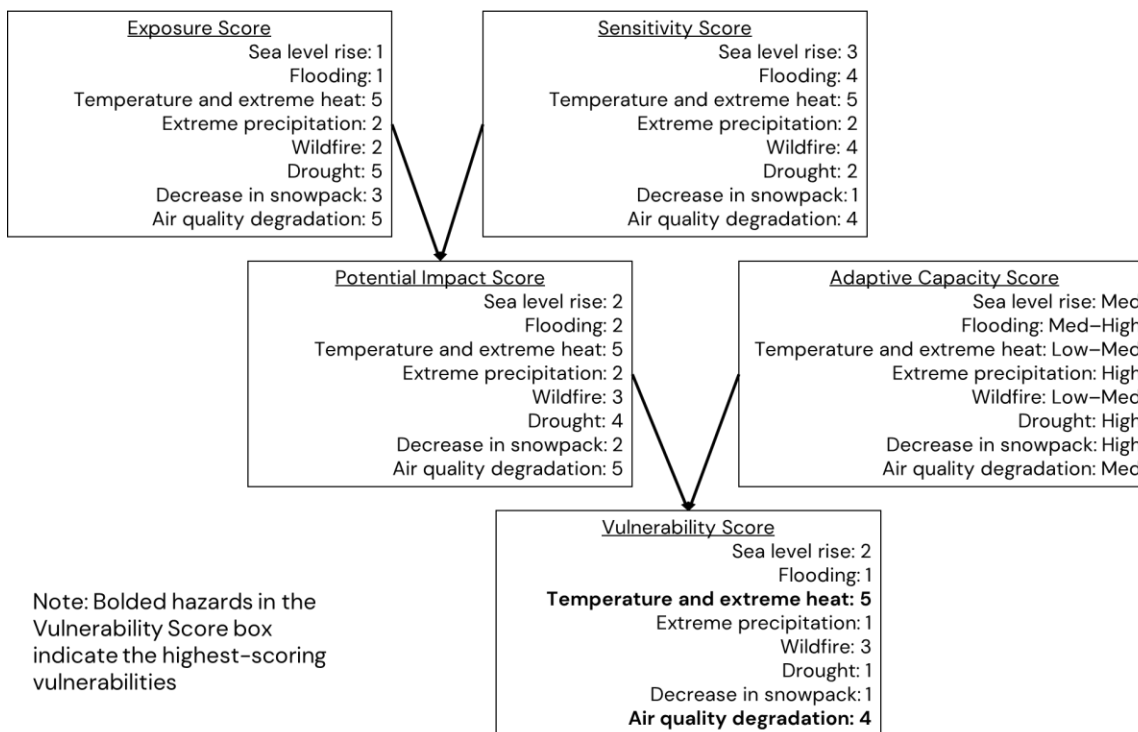 Exposure Score
Sea level rise: 1
Flooding: 1
Temperature and extreme heat: 5
Extreme precipitation: 2
Wildfire: 2
Drought: 5
Decrease in snowpack: 3
Air quality degradation: 5
Sensitivity Score
Sea level rise: 3
Flooding: 4
Temperature and extreme heat: 5
Extreme precipitation: 2
Wildfire: 4
Drought: 2
Decrease in snowpack: 1
Air quality degradation: 4
Potential Impact Score
Sea level rise: 2
Flooding: 2
Temperature and extreme heat: 5
Extreme precipitation: 2
Wildfire: 3
Drought: 4
Decrease in snowpack: 2
Air quality degradation: 5
Adaptive Capacity Score
Sea level rise: Med
Flooding: Med–High
Temperature and extreme heat: Low–Med
Extreme precipitation: High
Wildfire: Low–Med
Drought: High
Decrease in snowpack: High
Air quality degradation: Med
Vulnerability Score
Sea level rise: 2
Flooding: 1
Temperature and extreme heat: 5
Extreme precipitation: 1
Wildfire: 3
Drought: 1
Decrease in snowpack: 1
Air quality degradation: 4
Note: Bolded hazards in the
Vulnerability Score box
indicate the highest-scoring
vulnerabilities